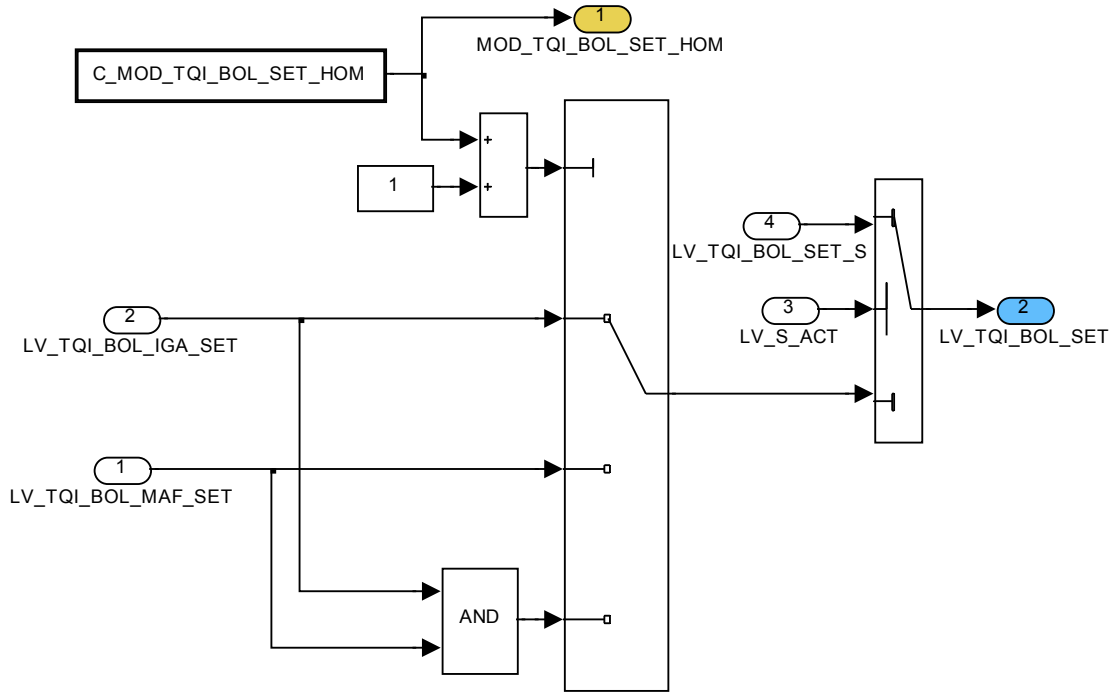 1
MOD_TQI_BOL_SET_HOM
C_MOD_TQI_BOL_SET_HOM
+
1
+
4
LV_TQI_BOL_SET_S
3
LV_S_ACT
2
LV_TQI_BOL_SET
2
LV_TQI_BOL_IGA_SET
1
LV_TQI_BOL_MAF_SET
AND